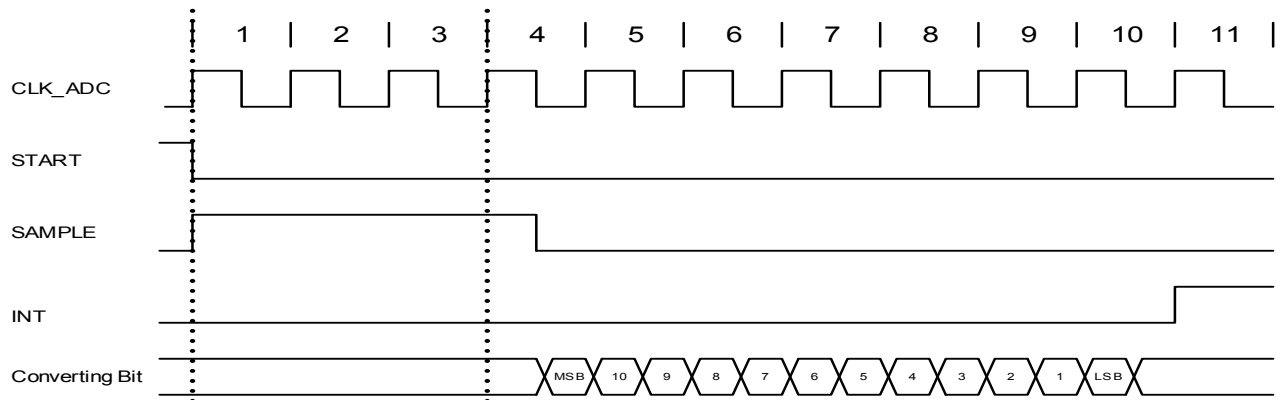 1 2 3 4 5 6 7 8 9 10 11
CLK_ADC
START
SAMPLE
INT
Converting Bit MSB 10 9 8 7 6 5 4 3 2 1 LSB